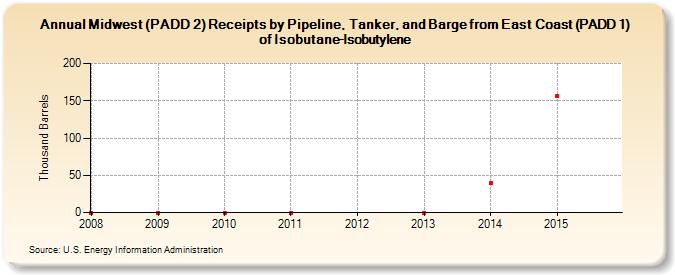 Annual Midwest (PADD 2) Receipts by Pipeline, Tanker, and Barge from East Coast (PADD 1)
of Isobutane-Isobutylene
Thousand Barrels
200
150
100
50
0
2008 2009 2010 2011 2012 2013 2014 2015
Source: U.S. Energy Information Administration